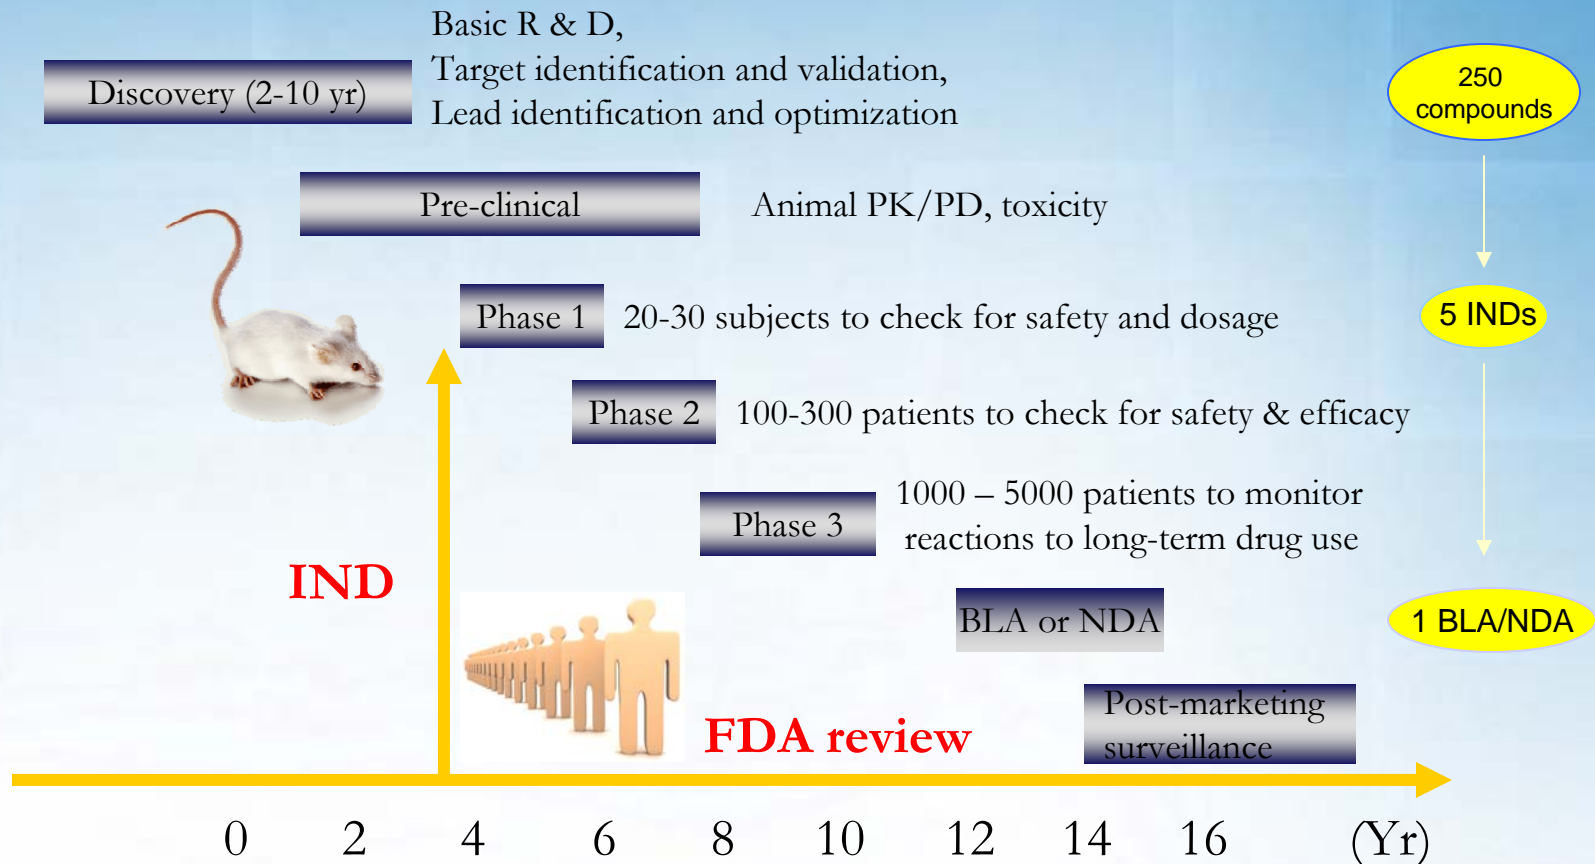 Basic R & D,
Discovery (2-10 yr)
Target identification and validation,
Lead identification and optimization
250
compounds
Pre-clinical
Animal PK/PD, toxicity
Phase 1
20-30 subjects to check for safety and dosage
5 INDs
Phase 2
100-300 patients to check for safety & efficacy
Phase 3
1000 – 5000 patients to monitor
reactions to long-term drug use
IND
BLA or NDA
1 BLA/NDA
FDA review
Post-marketing
surveillance
0 2 4 6 8 10 12 14 16 (Yr)